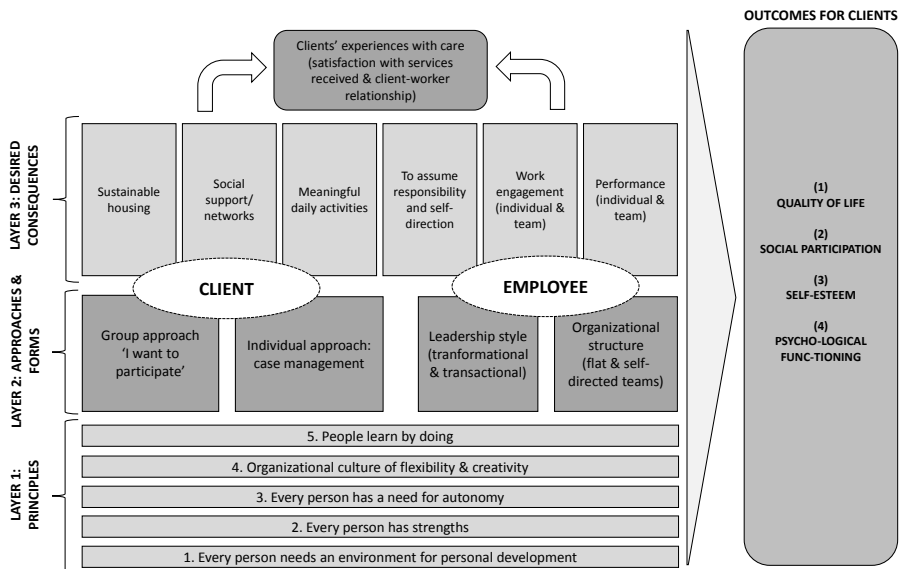 OUTCOMES FOR CLIENTS
Clients' experiences with care
(satisfaction with services
received & client-worker
relationship)
LAYER 3: DESIRED
CONSEQUENCES
Sustainable
housing
Social
support/
networks
Meaningful
daily activities
To assume
responsibility
and self-
direction
Work
engagement
(individual &
team)
Performance
(individual &
team)
CLIENT
EMPLOYEE
LAYER 2: APPROACHES &
FORMS
Group approach
'I want to
participate'
Individual approach:
case management
Leadership style
(tranformational
& transactional)
Organizational
structure
(flat & self-
directed teams)
LAYER 1:
PRINCIPLES
5. People learn by doing
4. Organizational culture of flexibility & creativity
3. Every person has a need for autonomy
2. Every person has strengths
1. Every person needs an environment for personal development
(1)
QUALITY OF LIFE
(2)
SOCIAL PARTICIPATION
(3)
SELF-ESTEEM
(4)
PSYCHO-LOGICAL
FUNC-TIONING